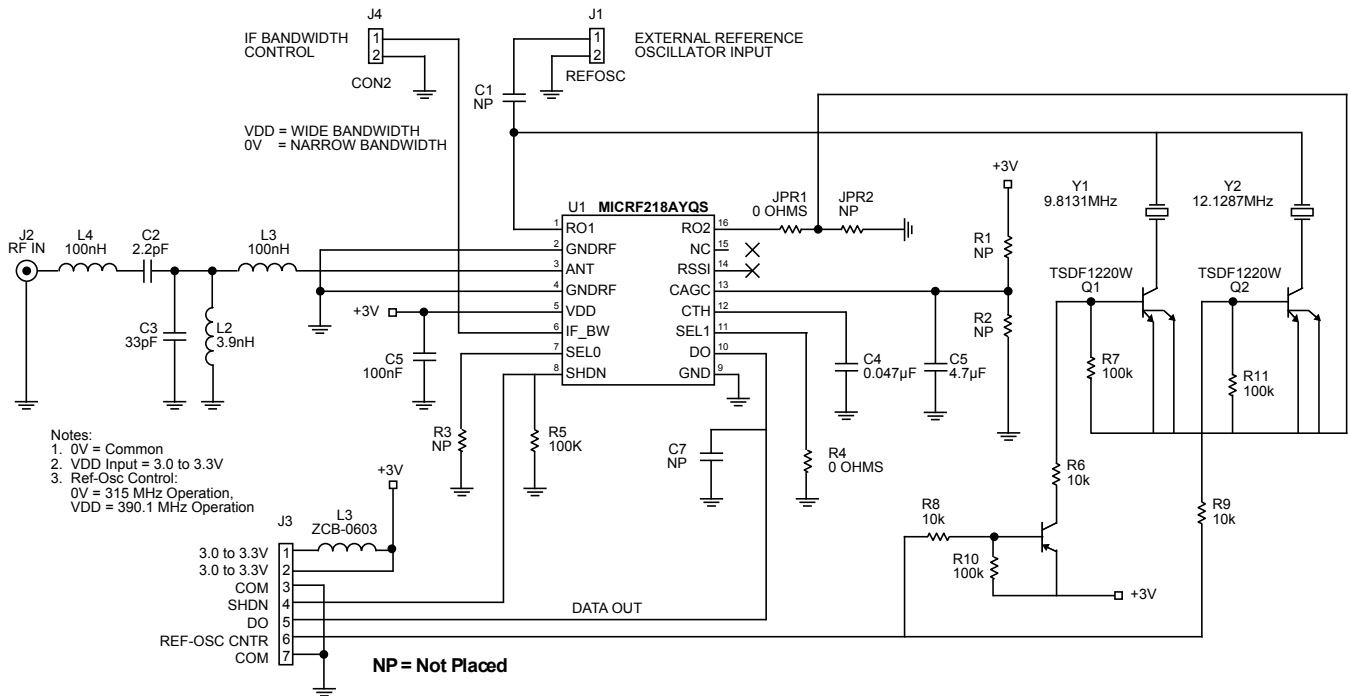 J4
J1
IF BANDWIDTH
CONTROL
1
2
CON2
1
2
REFOSC
EXTERNAL REFERENCE
OSCILLATOR INPUT
C1
NP
VDD = WIDE BANDWIDTH
0V = NARROW BANDWIDTH
+3V
Y1
9.8131MHz
Y2
12.1287MHz
JPR1
0 OHMS
JPR2
NP
U1 MICRF218AYQS
J2
RF IN
L4
100nH
C2
2.2pF
L3
100nH
1 RO1 RO2 16
2 GNDRF NC 15
3 ANT RSSI 14
4 GNDRF CAGC 13
5 VDD CTH 12
6 IF_BW SEL1 11
7 SEL0 DO 10
8 SHDN GND 9
R1
NP
R2
NP
TSDF1220W
Q1
TSDF1220W
Q2
+3V
C3
33pF
L2
3.9nH
C5
100nF
C4
0.047µF
C5
4.7µF
R7
100k
R11
100k
R3
NP
R5
100K
C7
NP
R4
0 OHMS
Notes:
1. 0V = Common
2. VDD Input = 3.0 to 3.3V
3. Ref-Osc Control:
0V = 315 MHz Operation,
VDD = 390.1 MHz Operation
+3V
R6
10k
R8
10k
R9
10k
R10
100k
+3V
J3
L3
ZCB-0603
3.0 to 3.3V 1
3.0 to 3.3V 2
COM 3
SHDN 4
DO 5
REF-OSC CNTR 6
COM 7
DATA OUT
NP = Not Placed